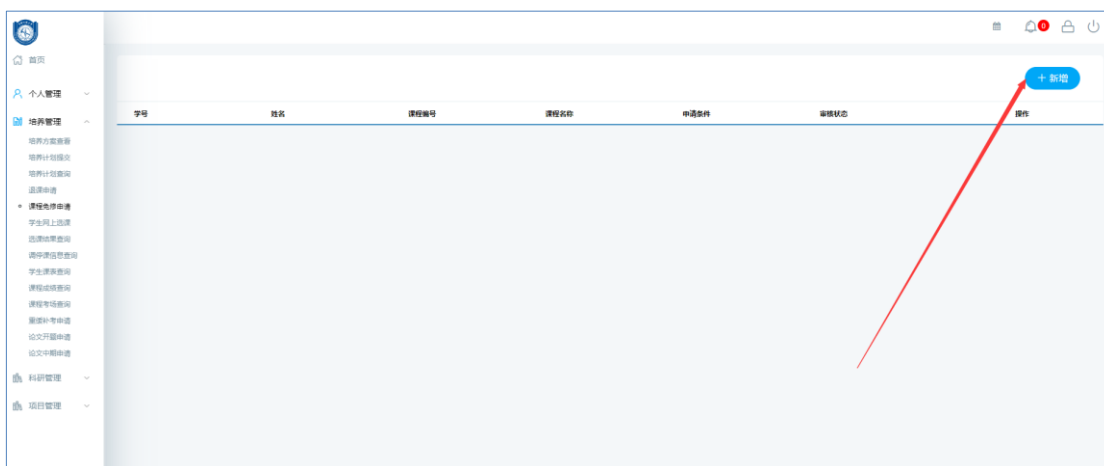 0
首页
+ 新增
个人管理
学号 姓名 课程编号 课程名称 申请条件 审核状态 操作
培养管理
培养方案查看
培养计划提交
培养计划查询
退课申请
课程免修申请
学生网上选课
选课结果查询
调停课信息查询
学生课表查询
课程成绩查询
课程考场查询
重修补考申请
论文开题申请
论文中期申请
科研管理
项目管理